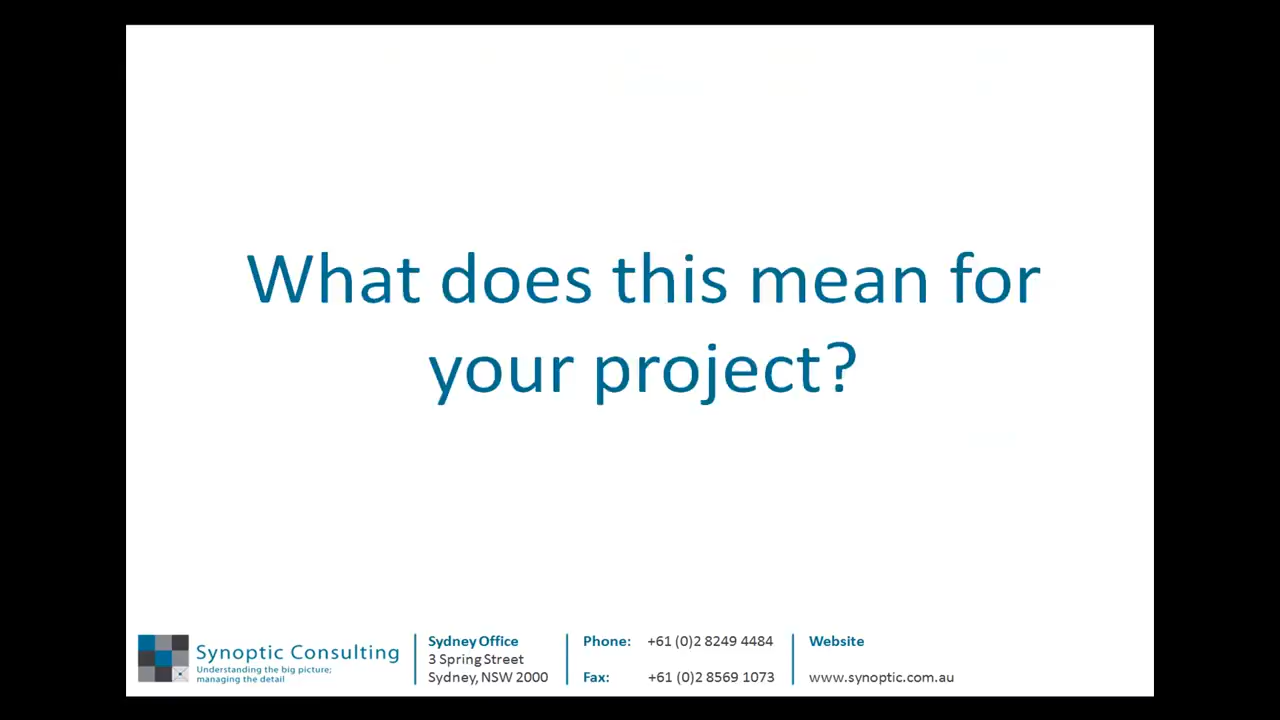 What does this mean for
your project?
Synoptic Consulting
Understanding the big picture;
managing the detail
Sydney Office
3 Spring Street
Sydney, NSW 2000
Phone: +61 (0)2 8249 4484
Fax: +61 (0)2 8569 1073
Website
www.synoptic.com.au